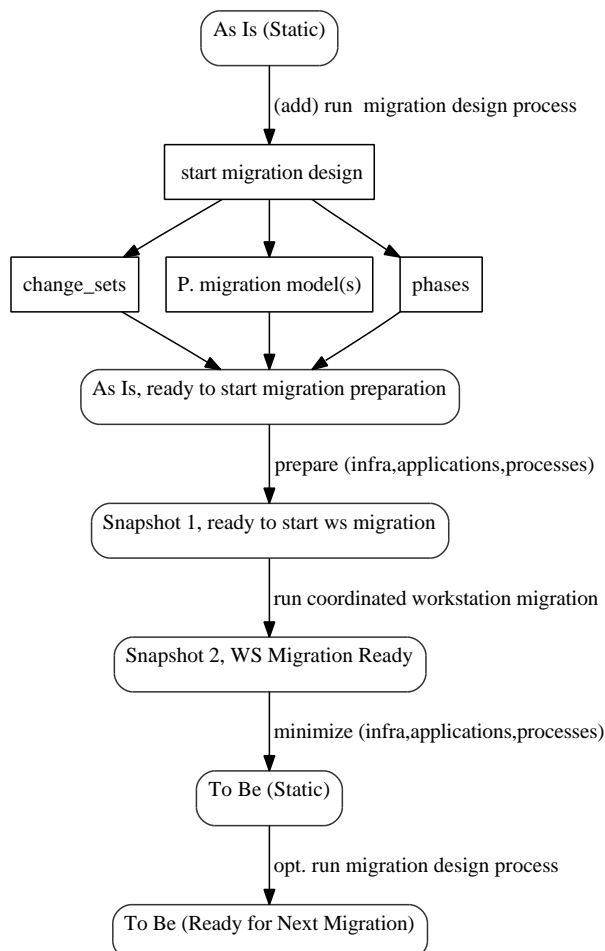 As Is (Static)
(add) run  migration design process
start migration design
change_sets
P. migration model(s)
phases
As Is, ready to start migration preparation
prepare (infra,applications,processes)
Snapshot 1, ready to start ws migration
run coordinated workstation migration
Snapshot 2, WS Migration Ready
minimize (infra,applications,processes)
To Be (Static)
opt. run migration design process
To Be (Ready for Next Migration)